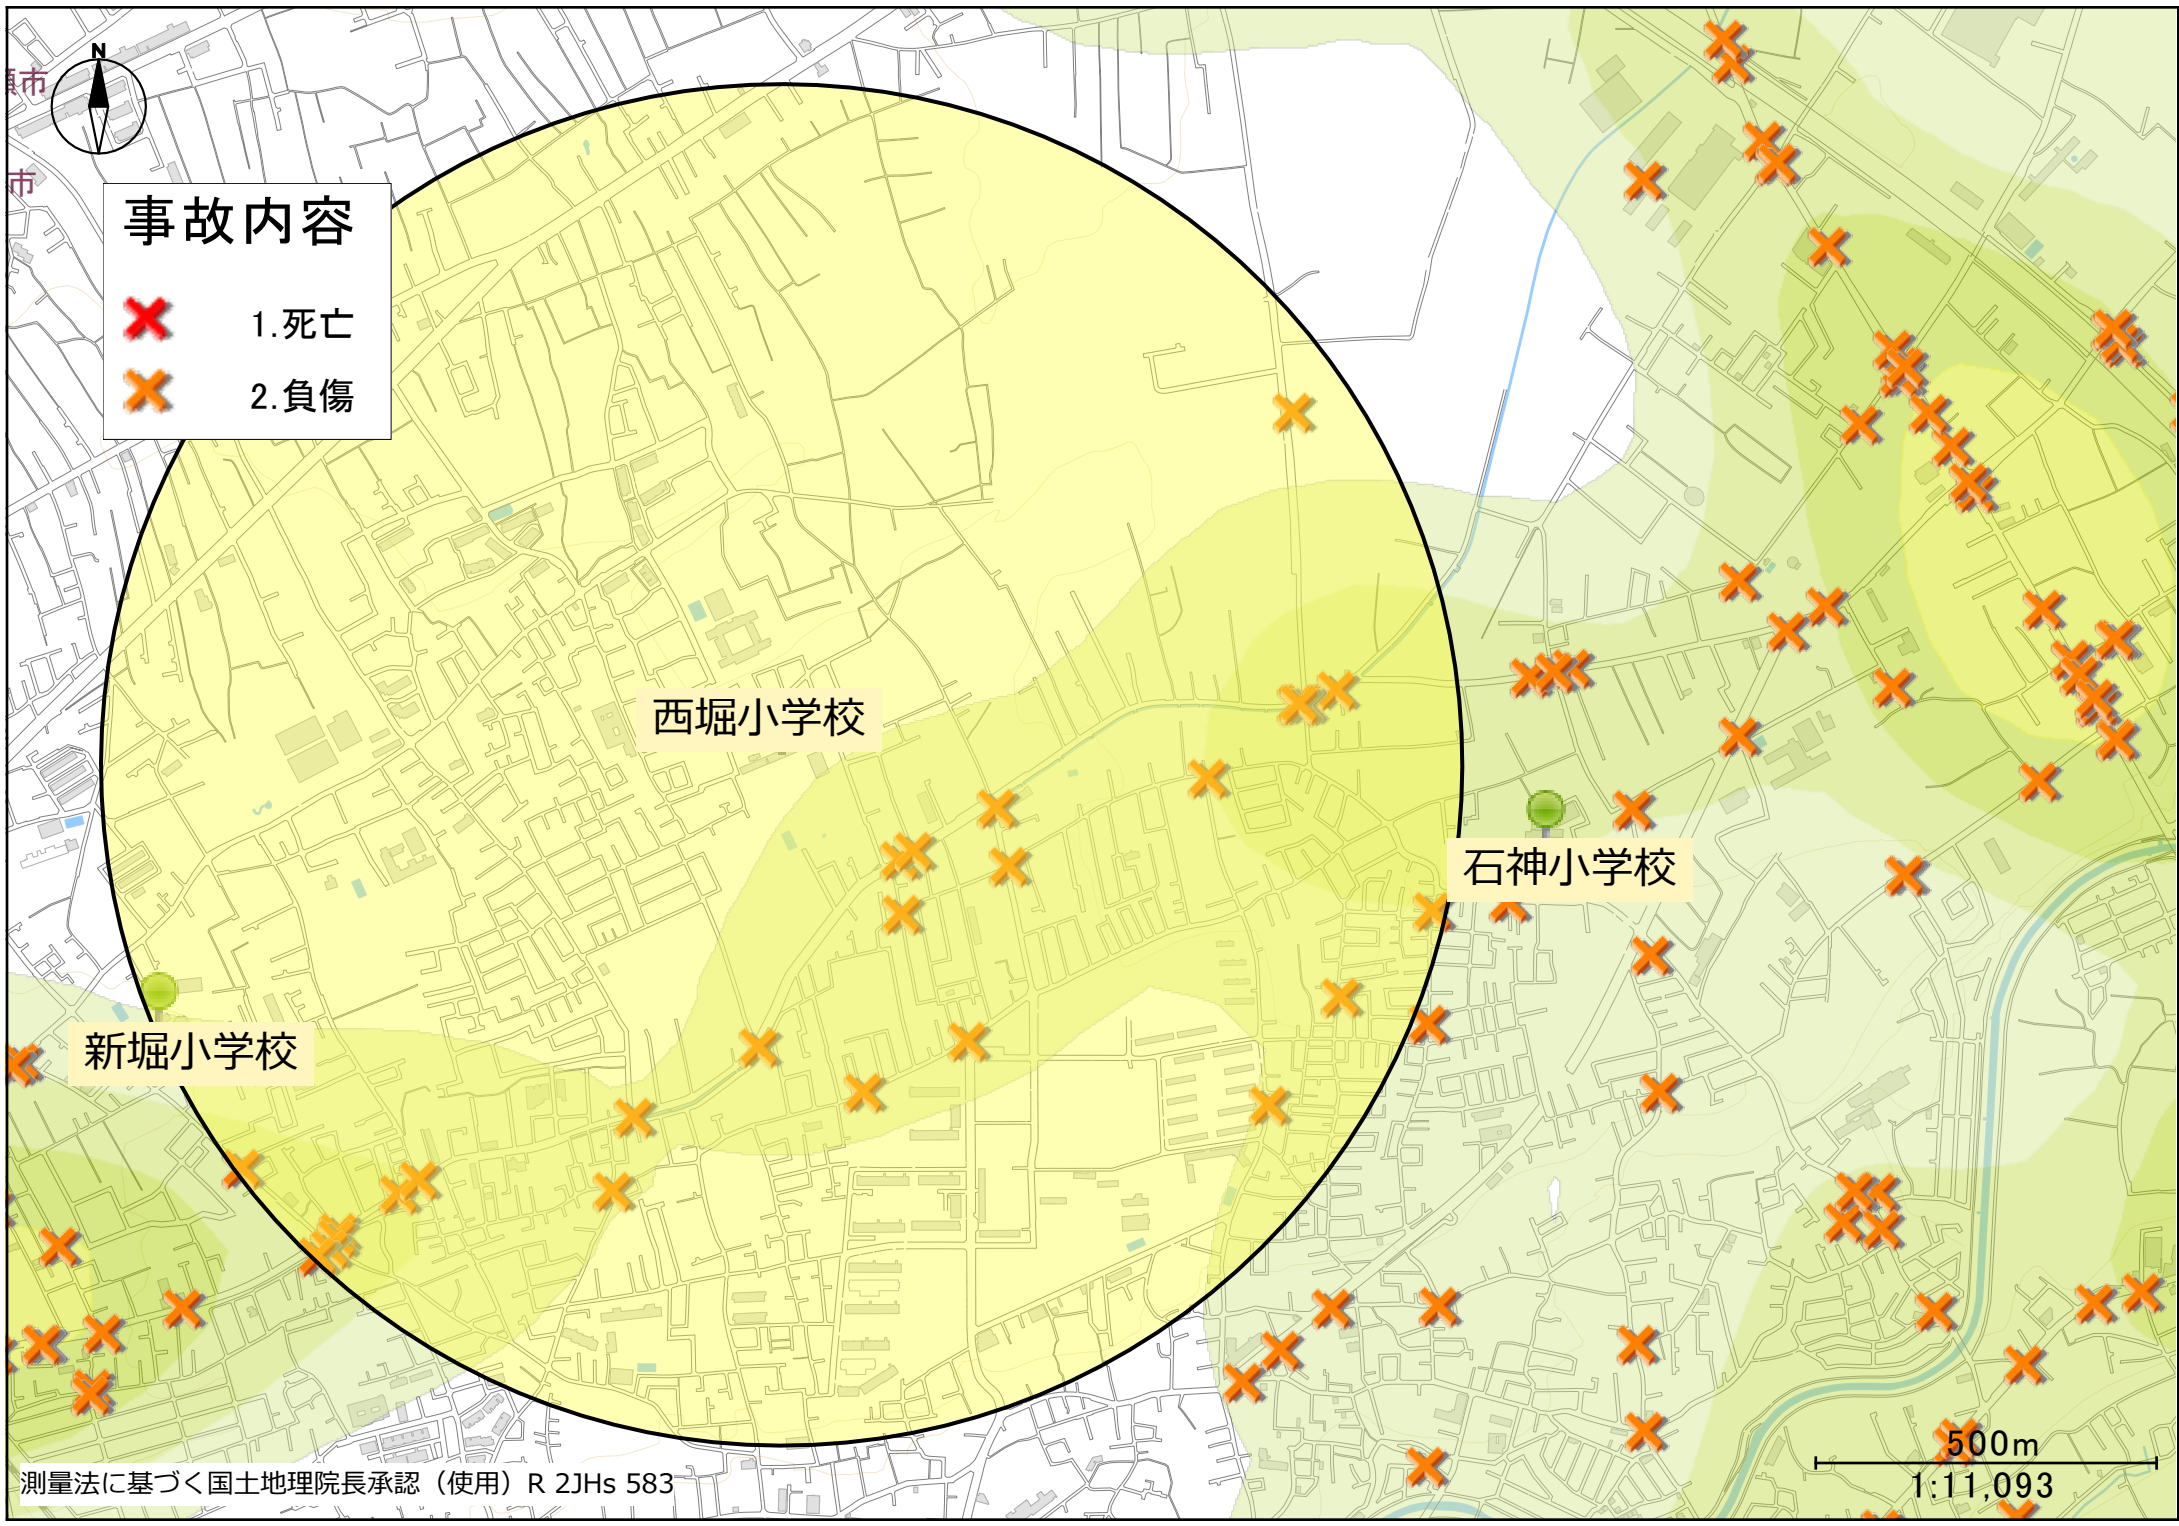 N
市
市
事故内容
1.死亡
2.負傷
西堀小学校
石神小学校
新堀小学校
500m
1:11,093
測量法に基づく国土地理院長承認（使用）R 2JHs 583